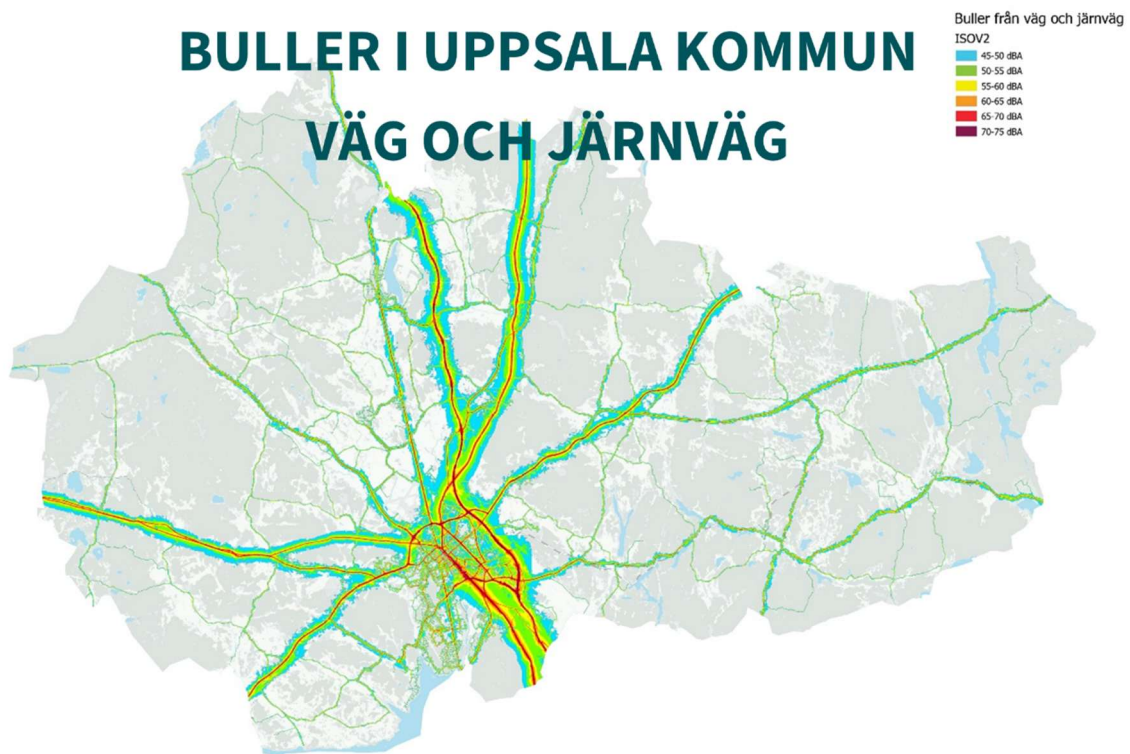 BULLER I UPPSALA KOMMUN
VÄG OCH JÄRNVÄG
Buller från väg och järnväg
ISOV2
45-50 dBA
50-55 dBA
55-60 dBA
60-65 dBA
65-70 dBA
70-75 dBA